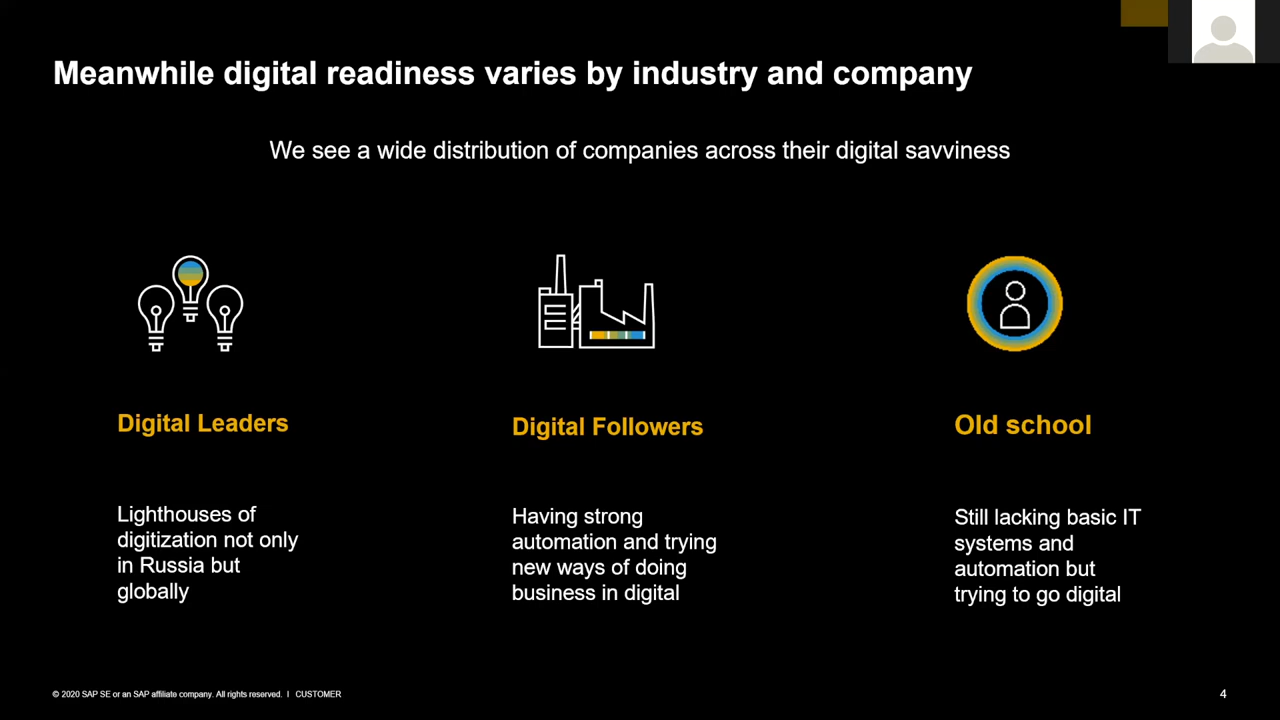 Meanwhile digital readiness varies by industry and company
We see a wide distribution of companies across their digital savviness
Digital Leaders
Lighthouses of
digitization not only
in Russia but
globally
Digital Followers
Having strong
automation and trying
new ways of doing
business in digital
Old school
Still lacking basic IT
systems and
automation but
trying to go digital
© 2020 SAP SE or an SAP affiliate company. All rights reserved. | CUSTOMER
4